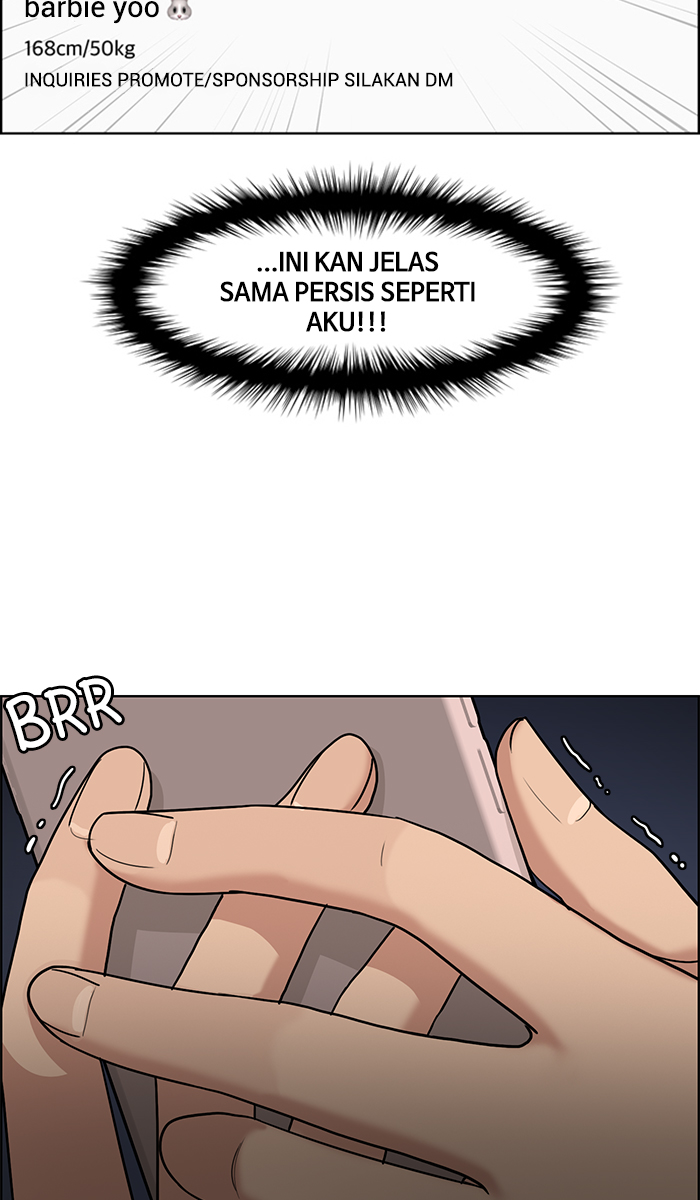 barbie yoo 🐰
168cm/50kg
INQUIRIES PROMOTE/SPONSORSHIP SILAKAN DM
...INI KAN JELAS
SAMA PERSIS SEPERTI
AKU!!!
BRR